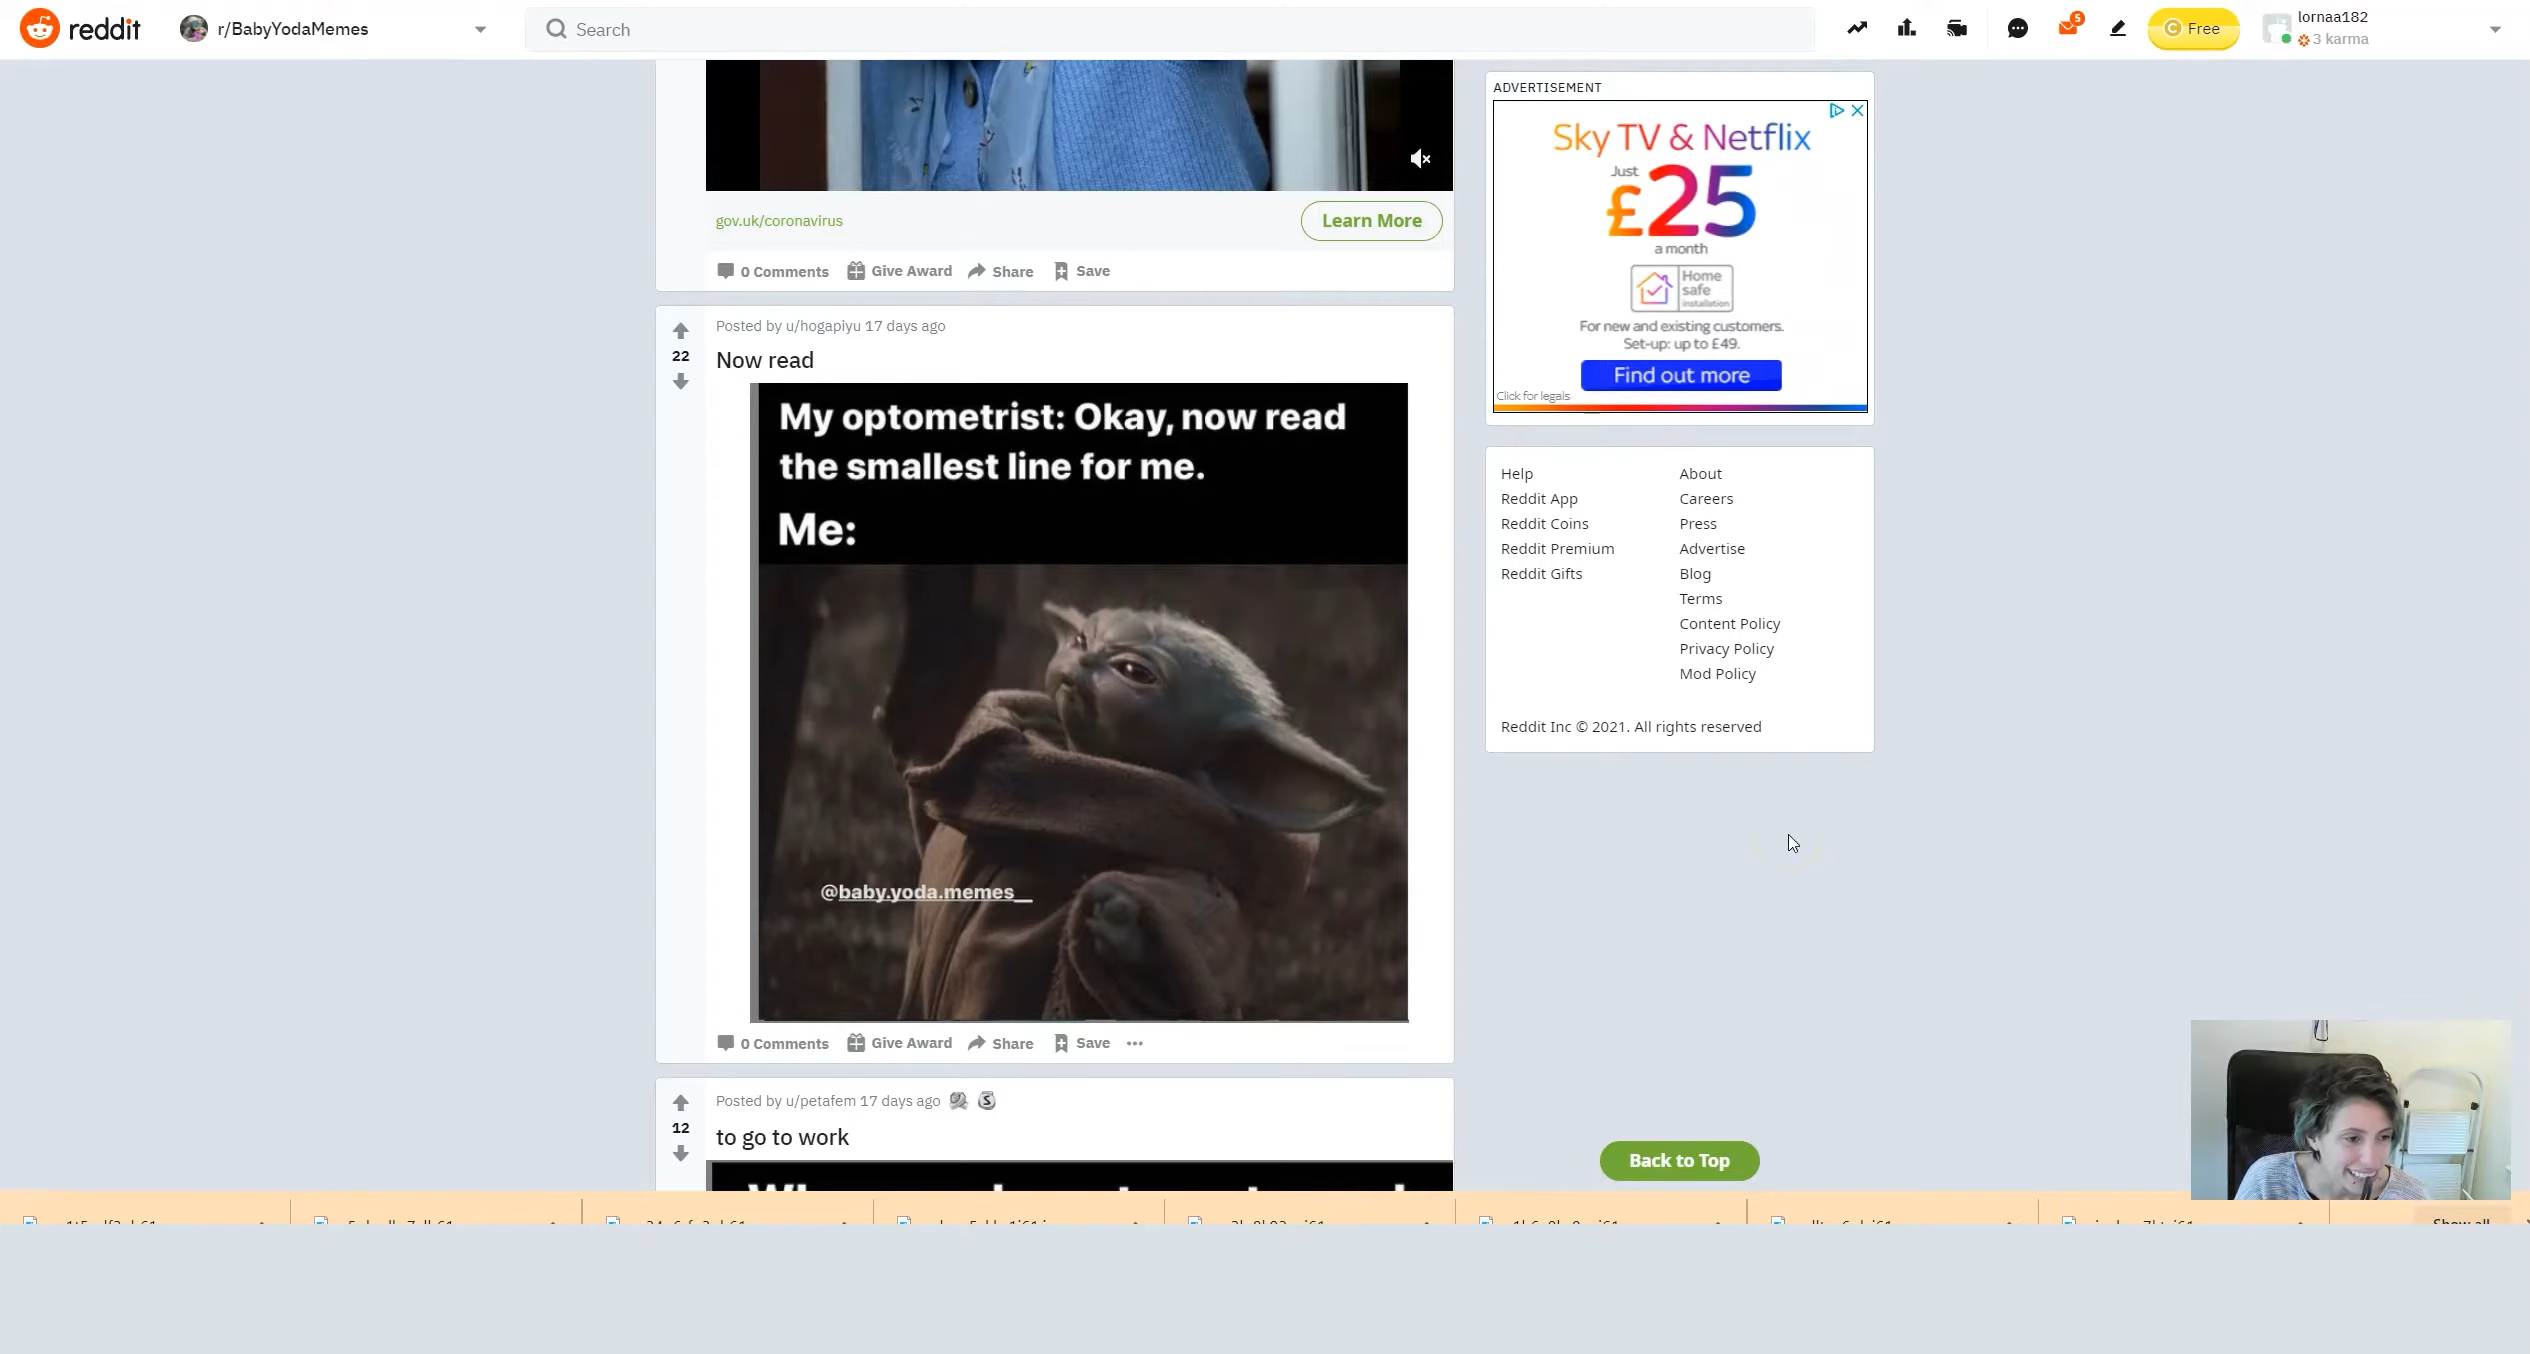 reddit
r/BabyYodaMemes
Search
5
Free
lornaa182
3 karma
gov.uk/coronavirus
Learn More
0 Comments Give Award Share Save
Posted by u/hogapiyu 17 days ago
22
Now read
My optometrist: Okay, now read
the smallest line for me.
Me:
@baby.yoda.memes__
0 Comments Give Award Share Save
Posted by u/petafem 17 days ago
12
to go to work
ADVERTISEMENT
Sky TV & Netflix
Just
£25
a month
Home
safe
installation
For new and existing customers.
Set-up: up to £49.
Find out more
Click for legals
Help About
Reddit App Careers
Reddit Coins Press
Reddit Premium Advertise
Reddit Gifts Blog
Terms
Content Policy
Privacy Policy
Mod Policy
Reddit Inc © 2021. All rights reserved
Back to Top
Show all